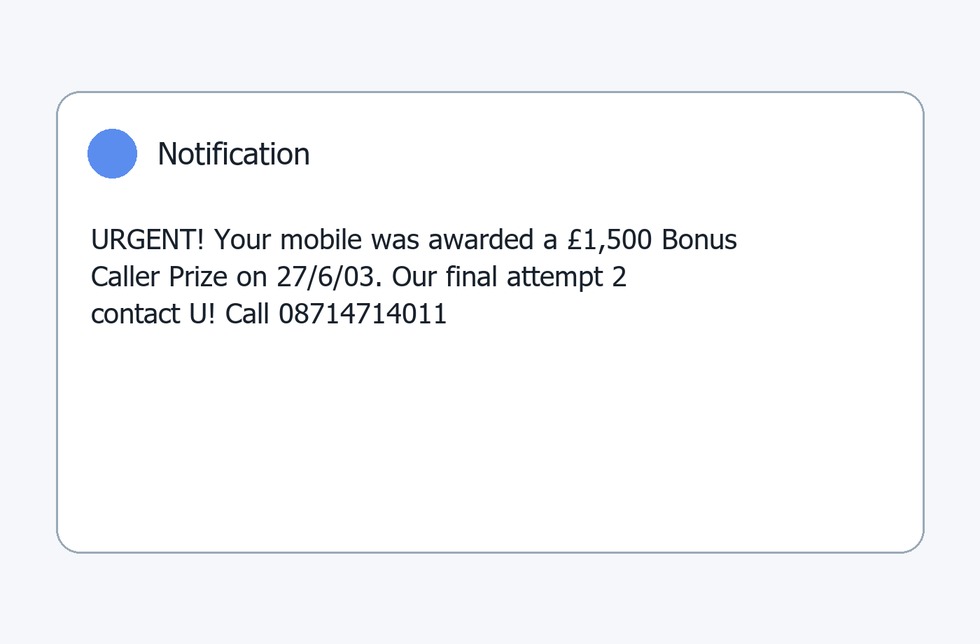 Notification
URGENT! Your mobile was awarded a £1,500 Bonus
Caller Prize on 27/6/03. Our final attempt 2
contact U! Call 08714714011